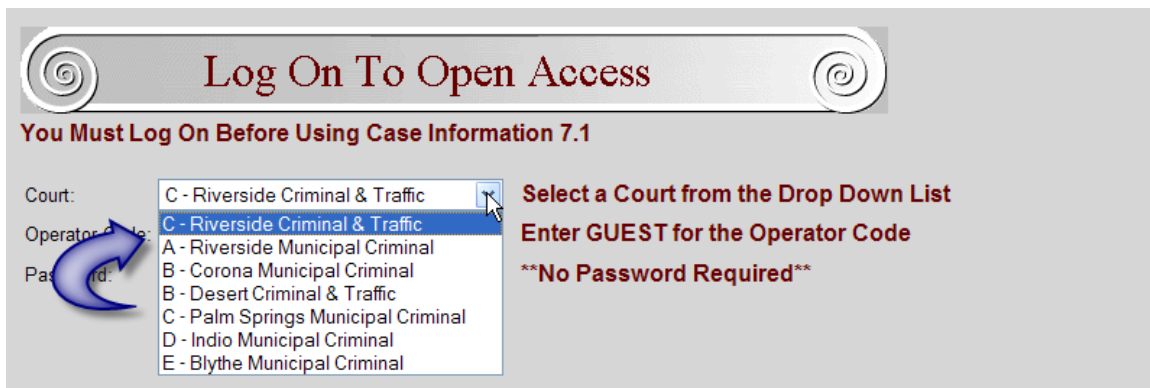 Log On To Open Access
You Must Log On Before Using Case Information 7.1
Court: C - Riverside Criminal & Traffic Select a Court from the Drop Down List
Operator Code: C - Riverside Criminal & Traffic Enter GUEST for the Operator Code
A - Riverside Municipal Criminal
B - Corona Municipal Criminal **No Password Required**
B - Desert Criminal & Traffic
C - Palm Springs Municipal Criminal
D - Indio Municipal Criminal
E - Blythe Municipal Criminal